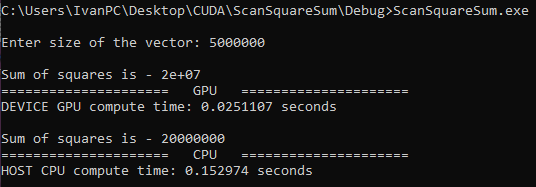 C:\Users\IvanPC\Desktop\CUDA\ScanSquareSum\Debug>ScanSquareSum.exe
Enter size of the vector: 5000000
Sum of squares is - 2e+07
===================== GPU =====================
DEVICE GPU compute time: 0.0251107 seconds
Sum of squares is - 20000000
===================== CPU =====================
HOST CPU compute time: 0.152974 seconds